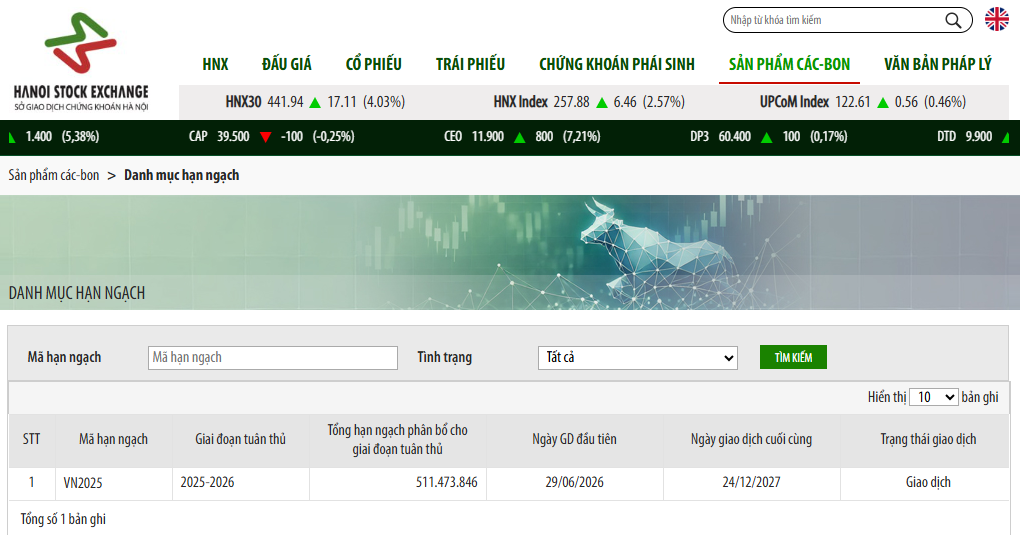 Nhập từ khóa tìm kiếm
HANOI STOCK EXCHANGE
SỞ GIAO DỊCH CHỨNG KHOÁN HÀ NỘI
HNX ĐẤU GIÁ CỔ PHIẾU TRÁI PHIẾU CHỨNG KHOÁN PHÁI SINH SẢN PHẨM CÁC-BON VĂN BẢN PHÁP LÝ
HNX30 441.94 17.11 (4.03%) HNX Index 257.88 6.46 (2.57%) UPCoM Index 122.61 0.56 (0.46%)
1.400 (5,38%) CAP 39.500 -100 (-0,25%) CEO 11.900 800 (7,21%) DP3 60.400 100 (0,17%) DTD 9.900
Sản phẩm các-bon > Danh mục hạn ngạch
DANH MỤC HẠN NGẠCH
Mã hạn ngạch Mã hạn ngạch Tình trạng Tất cả TÌM KIẾM
Hiển thị 10 bản ghi
STT Mã hạn ngạch Giai đoạn tuân thủ Tổng hạn ngạch phân bổ cho giai đoạn tuân thủ Ngày GD đầu tiên Ngày giao dịch cuối cùng Trạng thái giao dịch
1 VN2025 2025-2026 511.473.846 29/06/2026 24/12/2027 Giao dịch
Tổng số 1 bản ghi